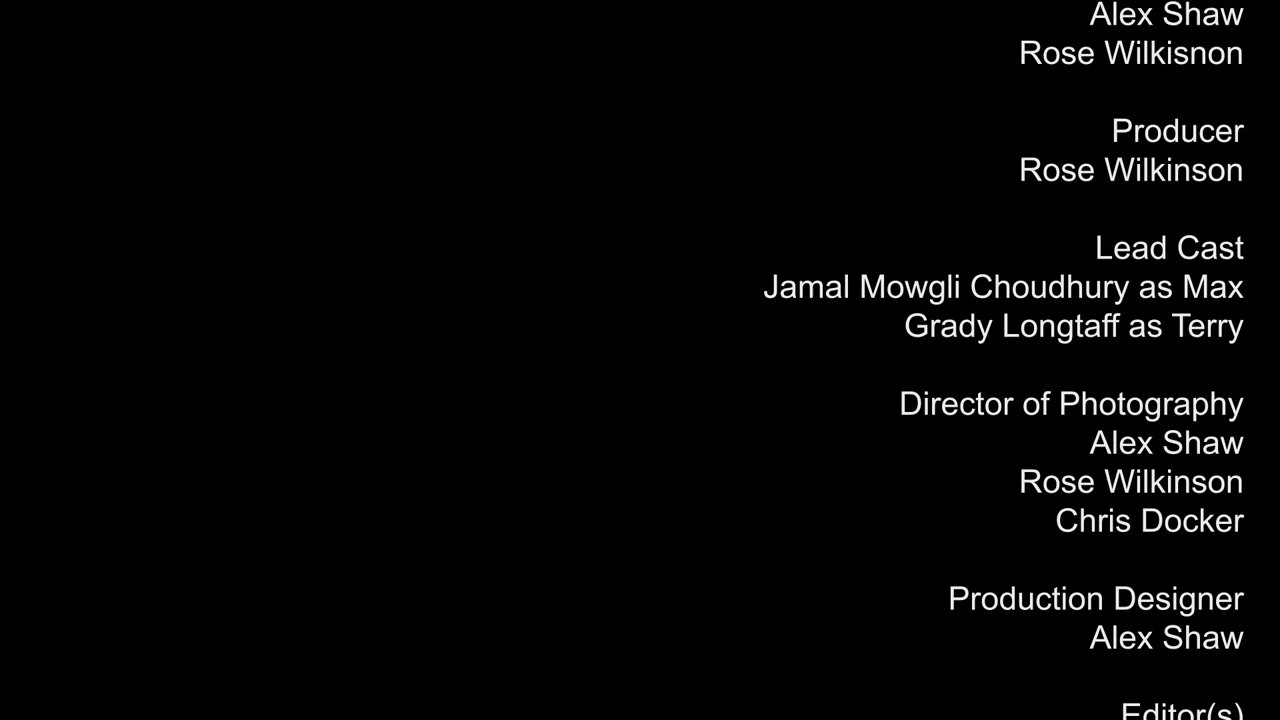 Alex Shaw
Rose Wilkisnon
Producer
Rose Wilkinson
Lead Cast
Jamal Mowgli Choudhury as Max
Grady Longtaff as Terry
Director of Photography
Alex Shaw
Rose Wilkinson
Chris Docker
Production Designer
Alex Shaw
Editor(s)